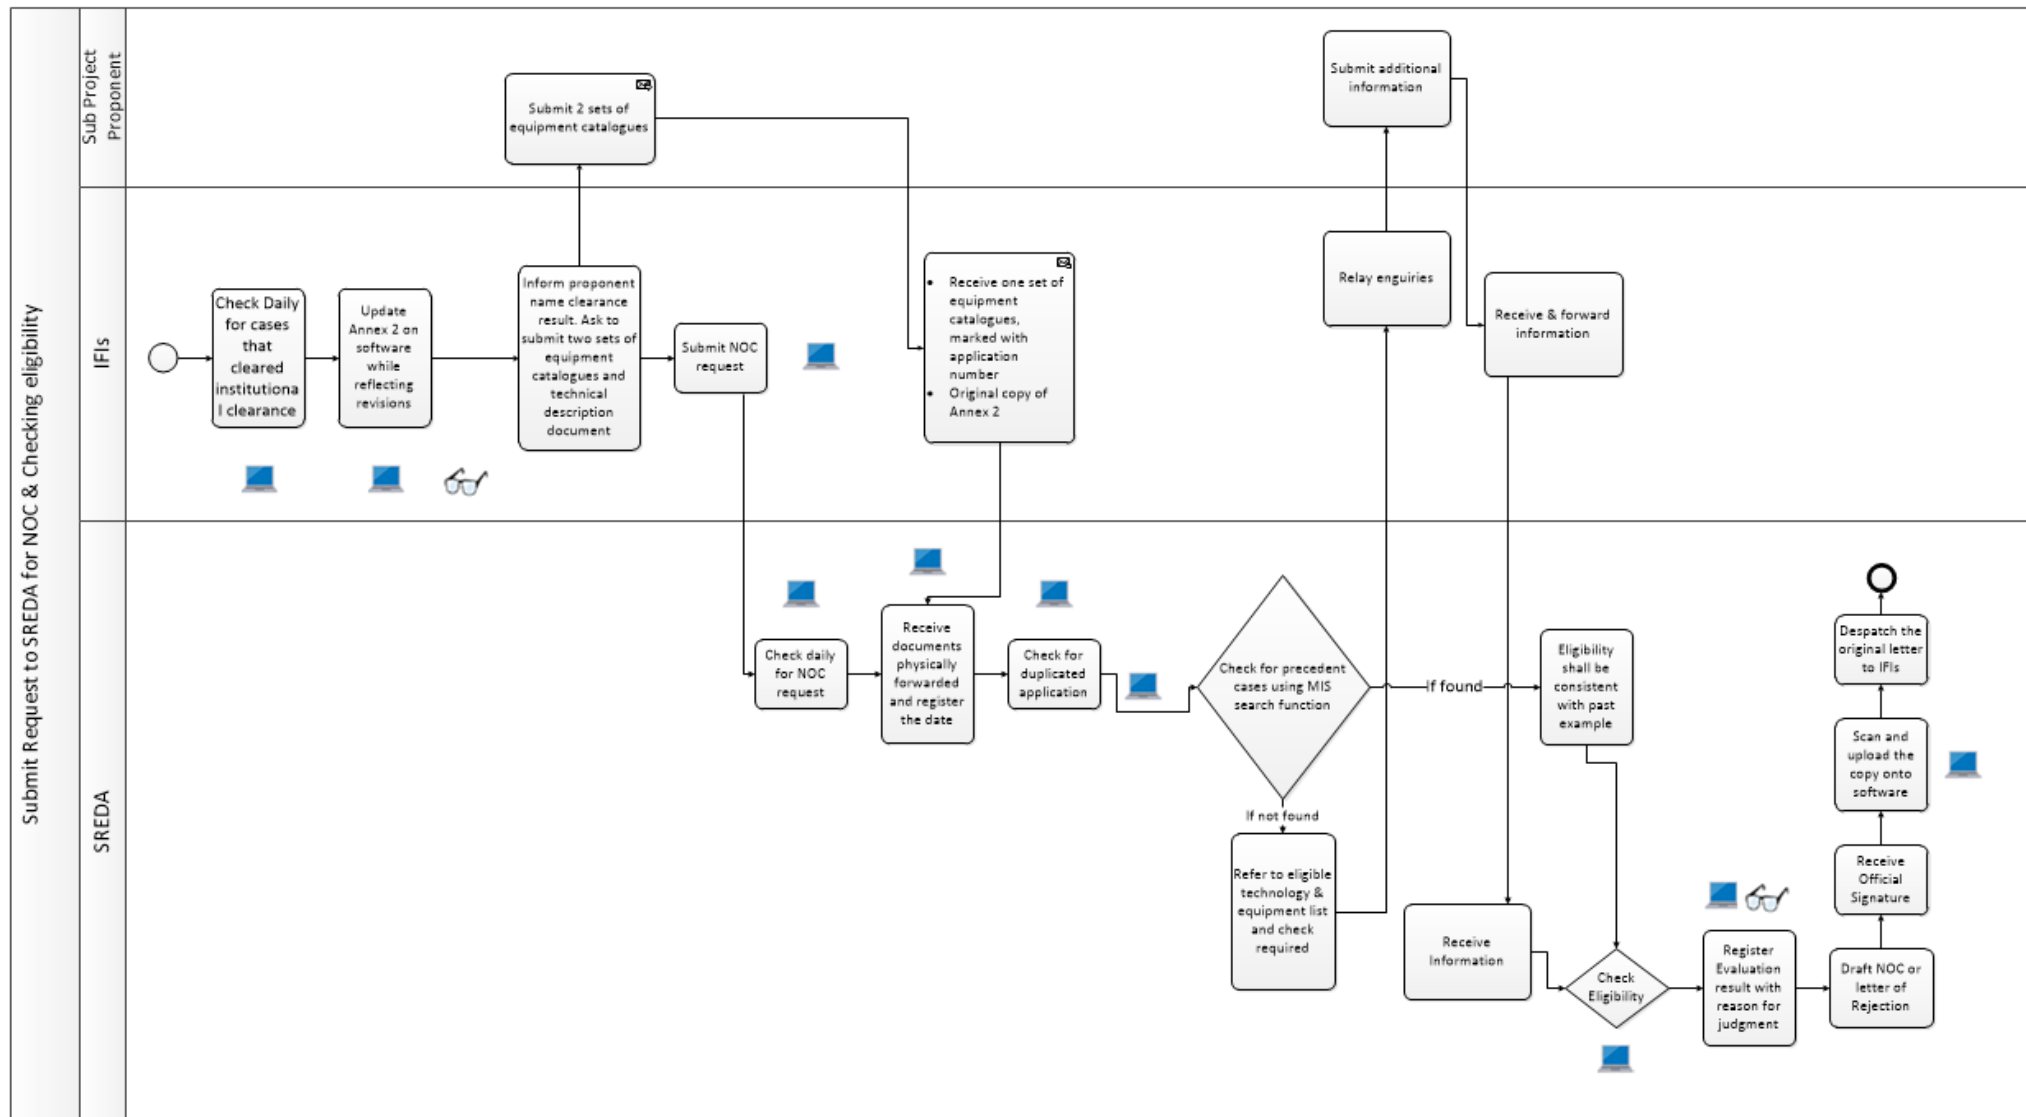 Submit Request to SREDA for NOC & Checking eligibility
Sub Project
Proponent
Submit 2 sets of
equipment catalogues
Submit additional
information
IFIs
Check Daily
for cases
that
cleared
institutiona
l clearance
Update
Annex 2 on
software
while
reflecting
revisions
Inform proponent
name clearance
result. Ask to
submit two sets of
equipment
catalogues and
technical
description
document
Submit NOC
request
• Receive one set of
equipment
catalogues,
marked with
application
number
• Original copy of
Annex 2
Relay enguiries
Receive & forward
information
SREDA
Check daily
for NOC
request
Receive
documents
physically
forwarded
and register
the date
Check for
duplicated
application
Check for precedent
cases using MIS
search function
If found
Eligibility
shall be
consistent
with past
example
If not found
Refer to eligible
technology &
equipment list
and check
required
Receive
Information
Check
Eligibility
Register
Evaluation
result with
reason for
judgment
Draft NOC or
letter of
Rejection
Receive
Official
Signature
Scan and
upload the
copy onto
software
Despatch the
original letter
to IFIs